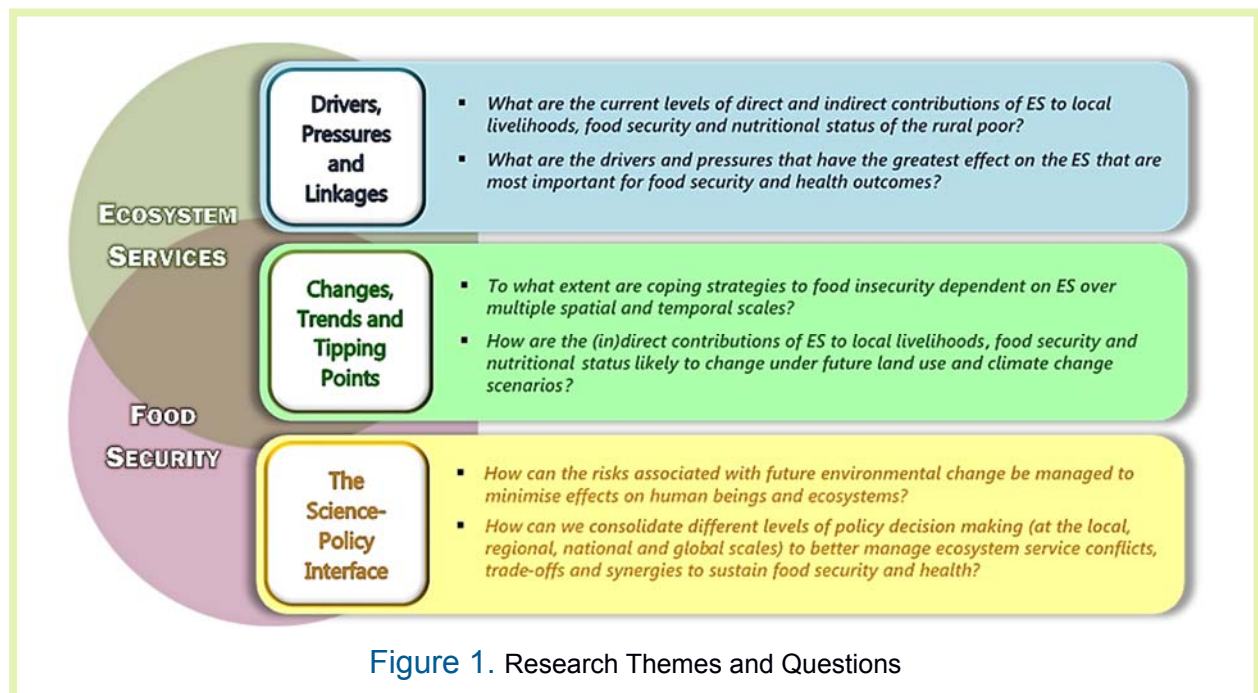 ECOSYSTEM
SERVICES
FOOD
SECURITY
Drivers,
Pressures
and
Linkages
▪ What are the current levels of direct and indirect contributions of ES to local
livelihoods, food security and nutritional status of the rural poor?
▪ What are the drivers and pressures that have the greatest effect on the ES that are
most important for food security and health outcomes?
Changes,
Trends and
Tipping
Points
▪ To what extent are coping strategies to food insecurity dependent on ES over
multiple spatial and temporal scales?
▪ How are the (in)direct contributions of ES to local livelihoods, food security and
nutritional status likely to change under future land use and climate change
scenarios?
The
Science-
Policy
Interface
▪ How can the risks associated with future environmental change be managed to
minimise effects on human beings and ecosystems?
▪ How can we consolidate different levels of policy decision making (at the local,
regional, national and global scales) to better manage ecosystem service conflicts,
trade-offs and synergies to sustain food security and health?
Figure 1. Research Themes and Questions